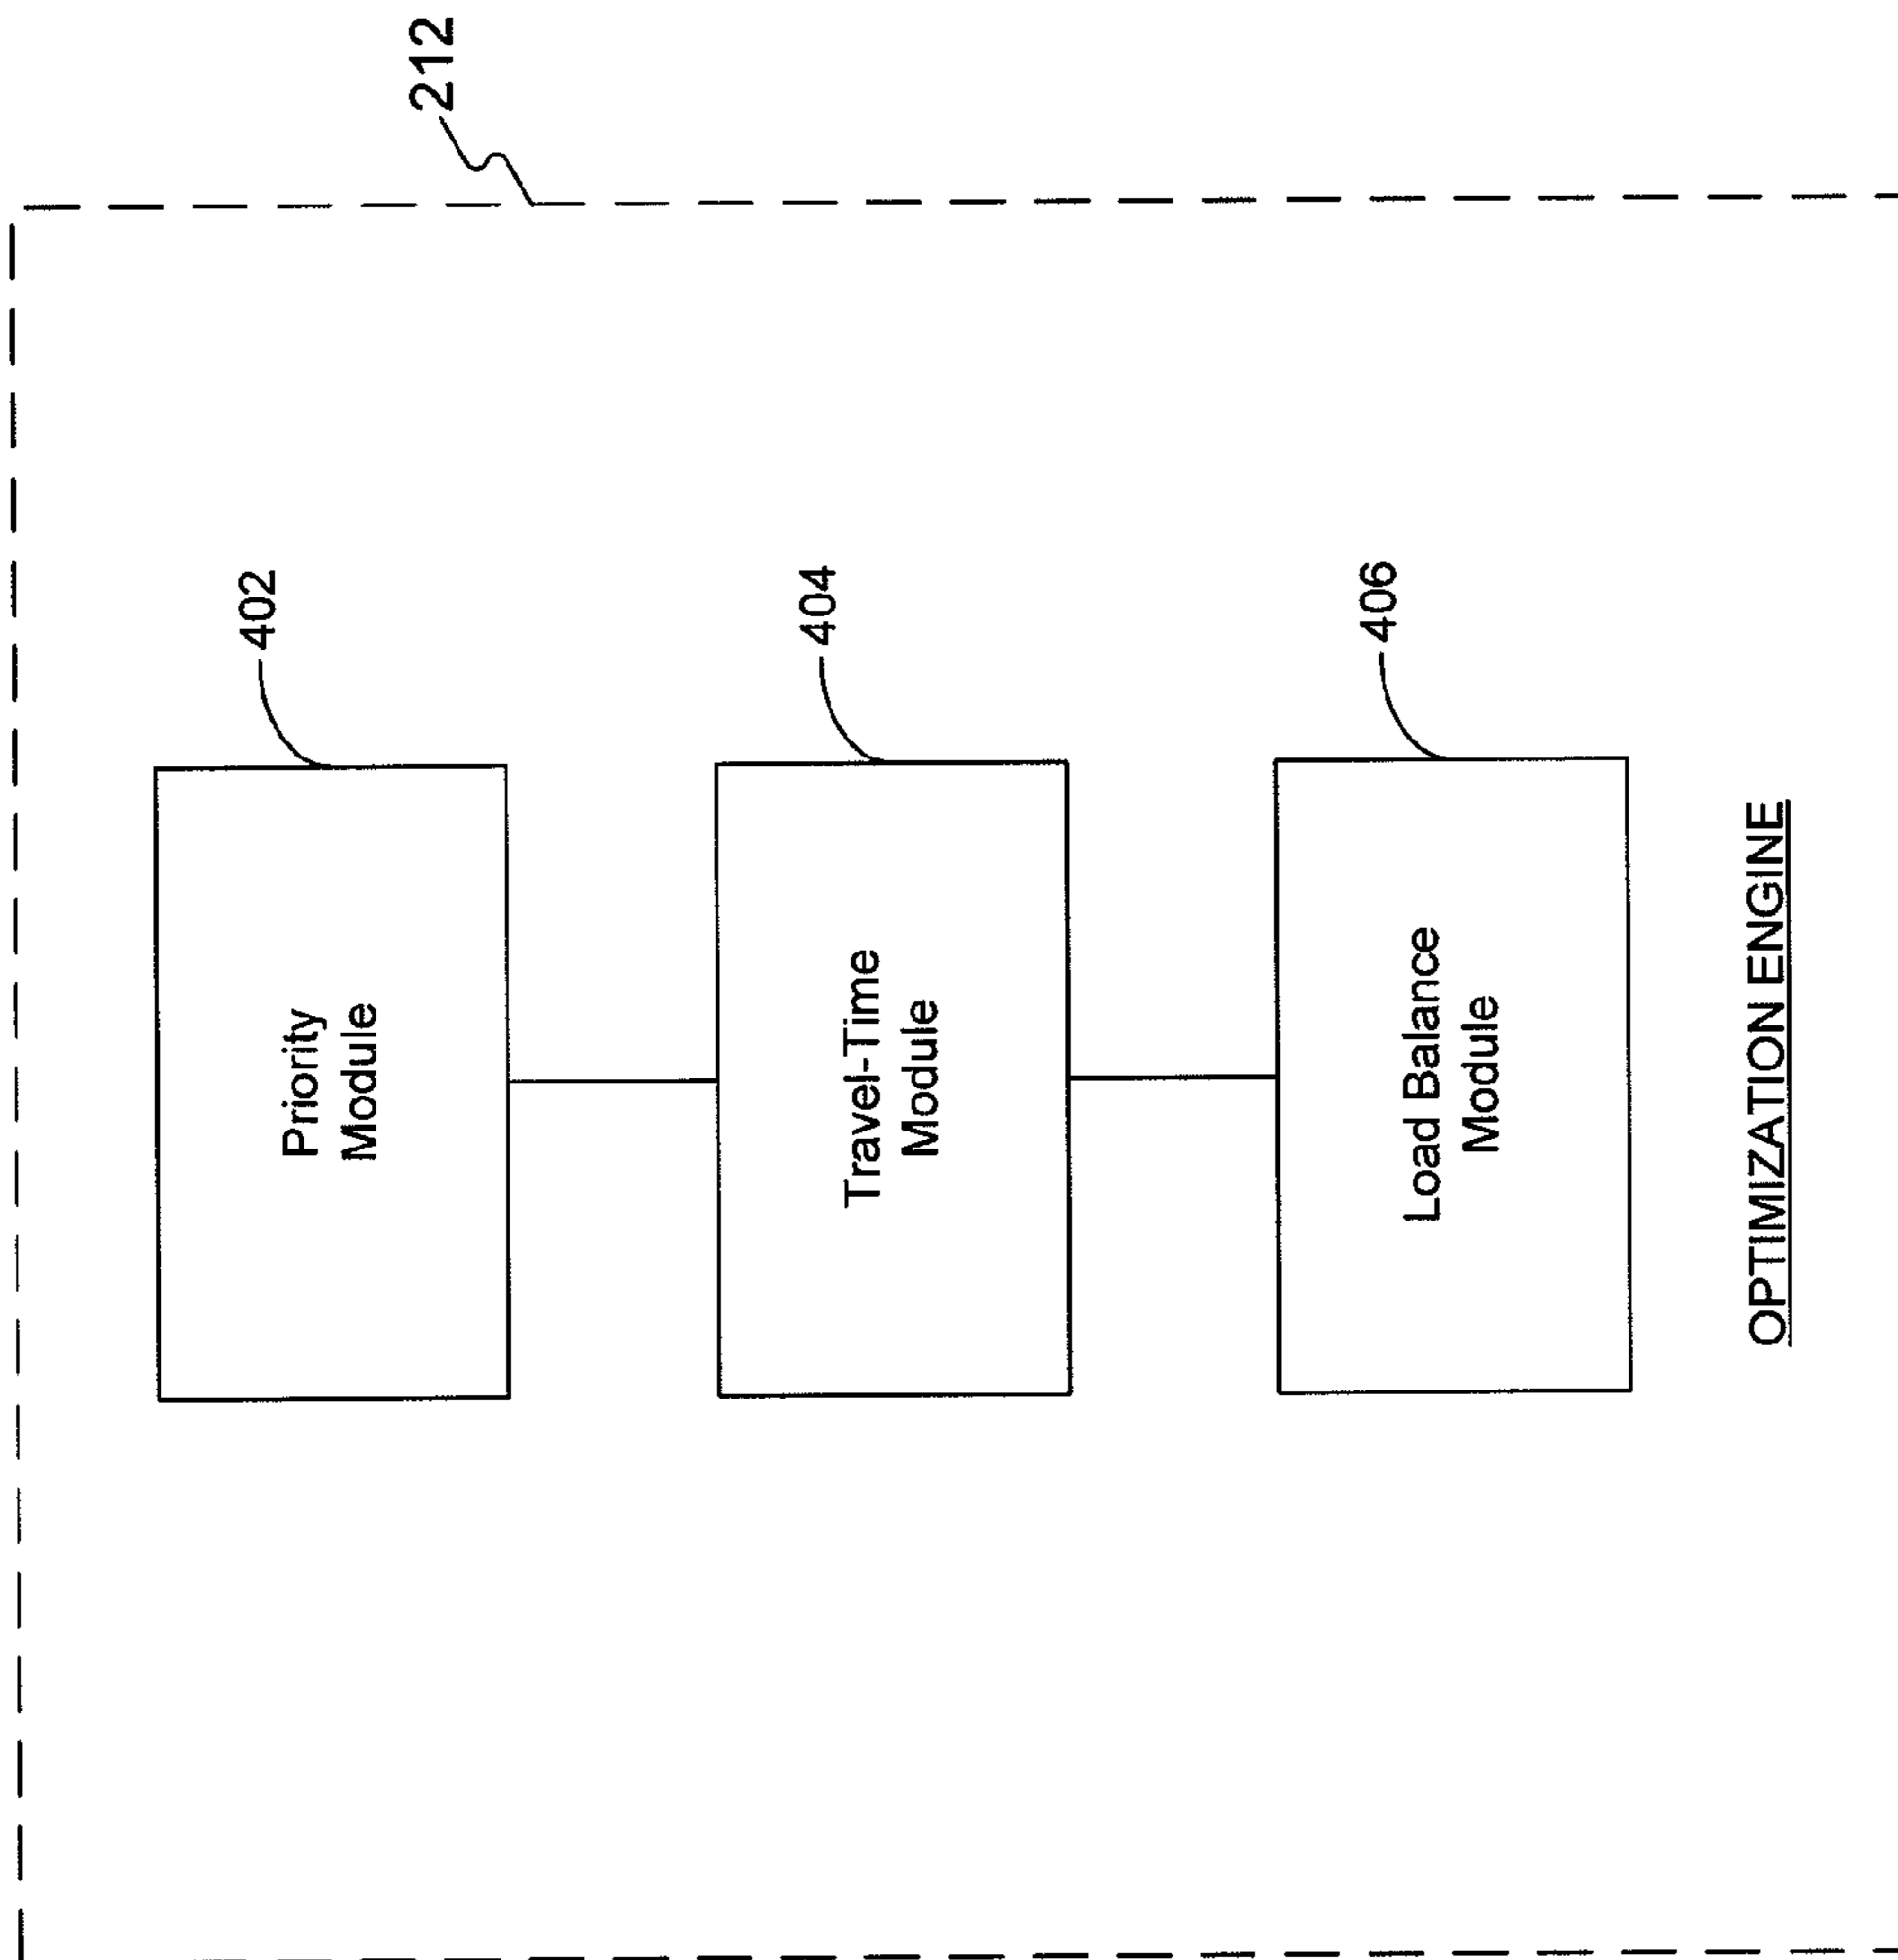 212
402
Priority
Module
404
Travel-Time
Module
406
Load Balance
Module
OPTIMIZATION ENGINE